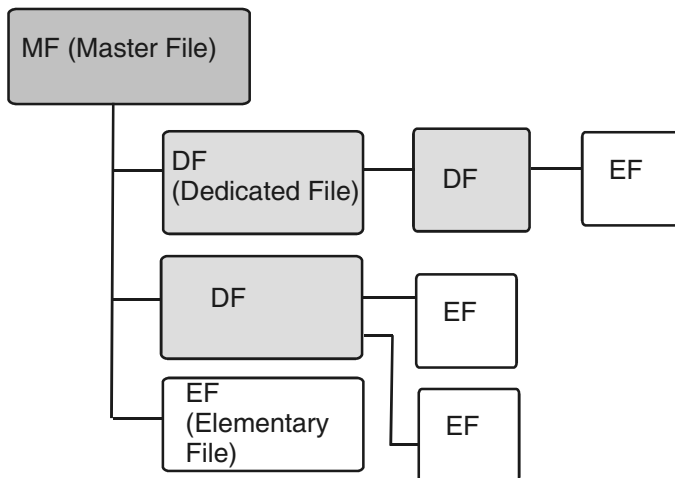 MF (Master File)
DF
(Dedicated File)
DF
EF
DF
EF
EF
(Elementary
File)
EF